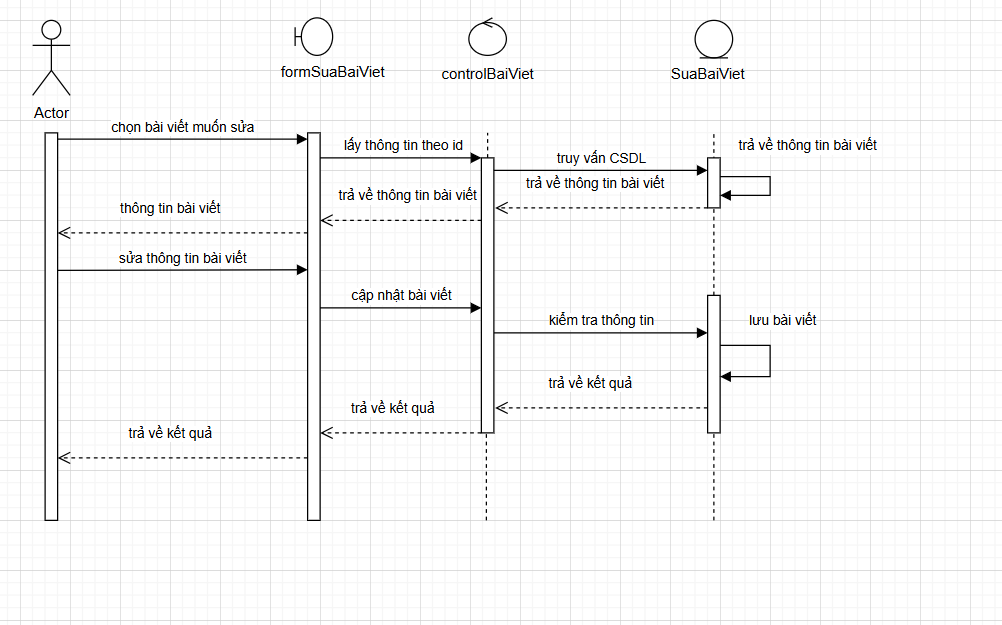 formSuaBaiViet
controlBaiViet
SuaBaiViet
Actor
chọn bài viết muốn sửa
lấy thông tin theo id
trả về thông tin bài viết
truy vấn CSDL
trả về thông tin bài viết
trả về thông tin bài viết
thông tin bài viết
sửa thông tin bài viết
cập nhật bài viết
kiểm tra thông tin
lưu bài viết
trả về kết quả
trả về kết quả
trả về kết quả